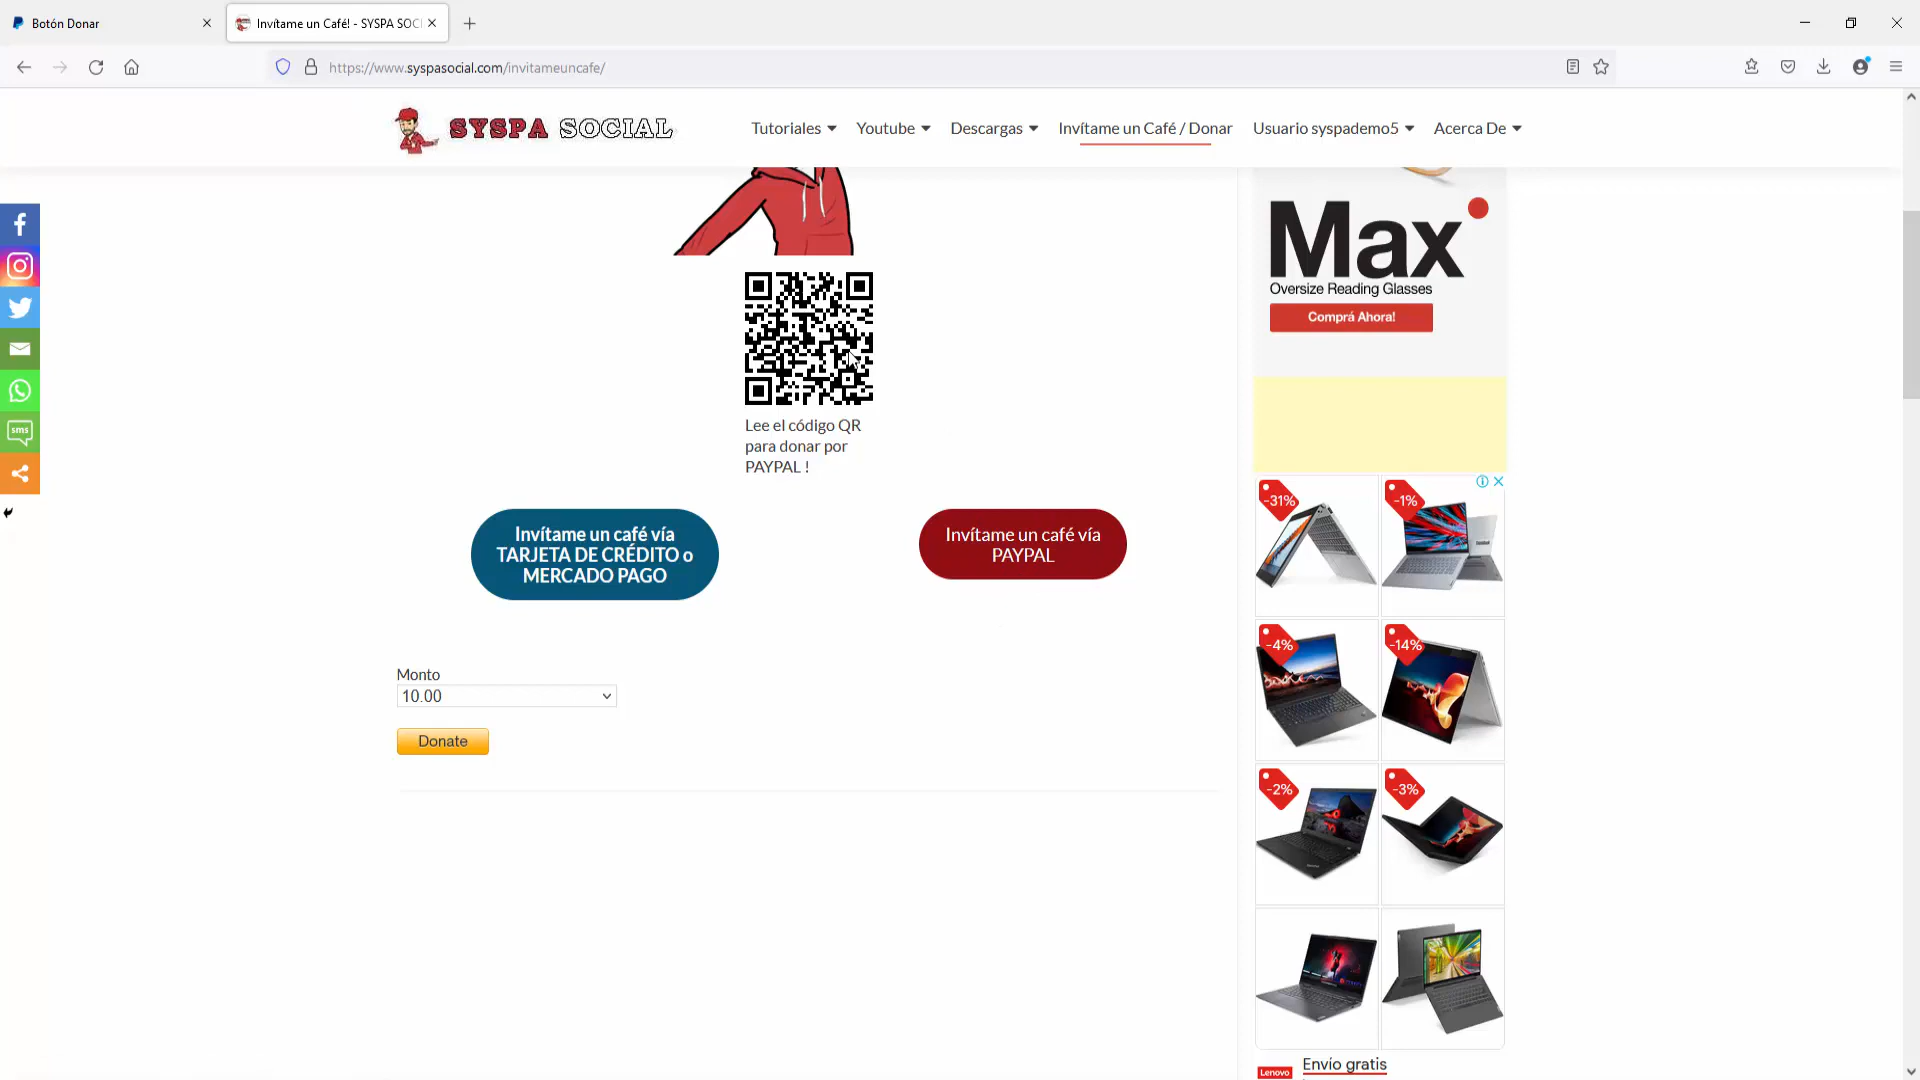 Botón Donar
Invítame un Café! - SYSPA SOC
https://www.syspasocial.com/invitameuncafe/
SYSPA SOCIAL
Tutoriales
Youtube
Descargas
Invítame un Café / Donar
Usuario syspademo5
Acerca De
Max
Oversize Reading Glasses
Comprá Ahora!
sms
Lee el código QR
para donar por
PAYPAL !
Invítame un café vía
TARJETA DE CRÉDITO o
MERCADO PAGO
Invítame un café vía
PAYPAL
Monto
10.00
Donate
-31%
-1%
-4%
-14%
-2%
-3%
Lenovo
Envío gratis